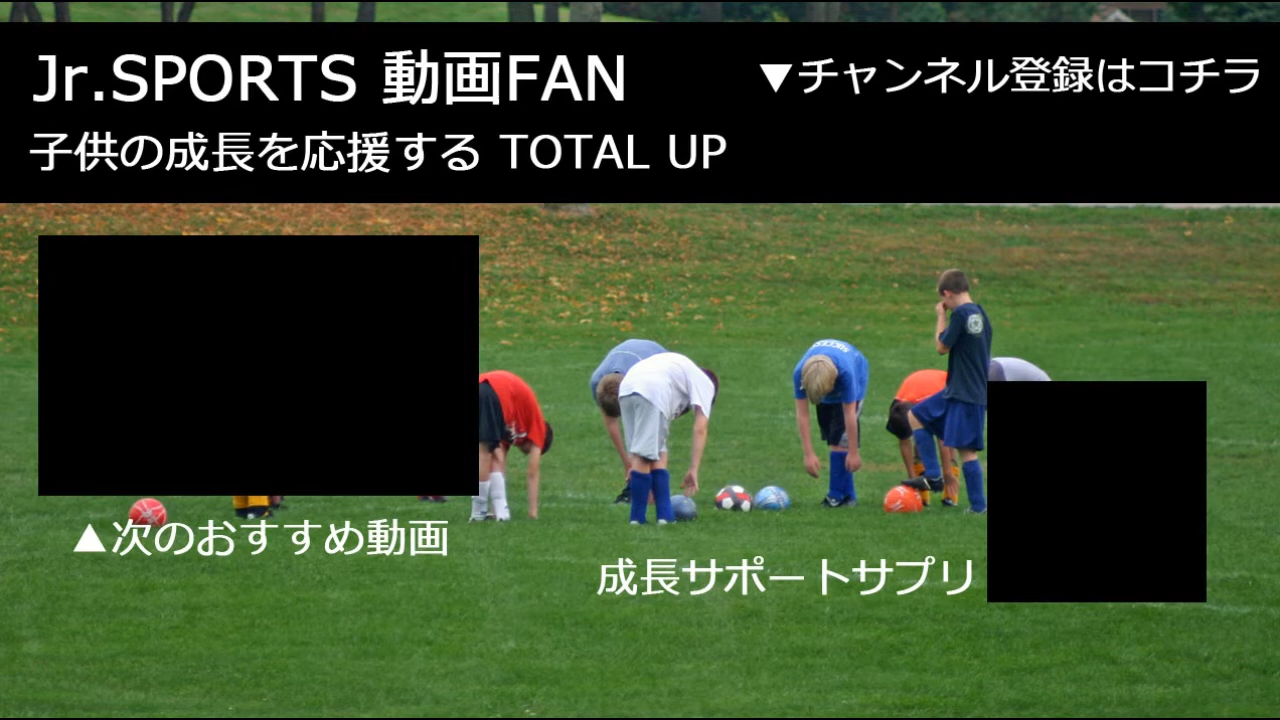 Jr.SPORTS 動画FAN
▼チャンネル登録はコチラ
子供の成長を応援する TOTAL UP
▲次のおすすめ動画
成長サポートサプリ